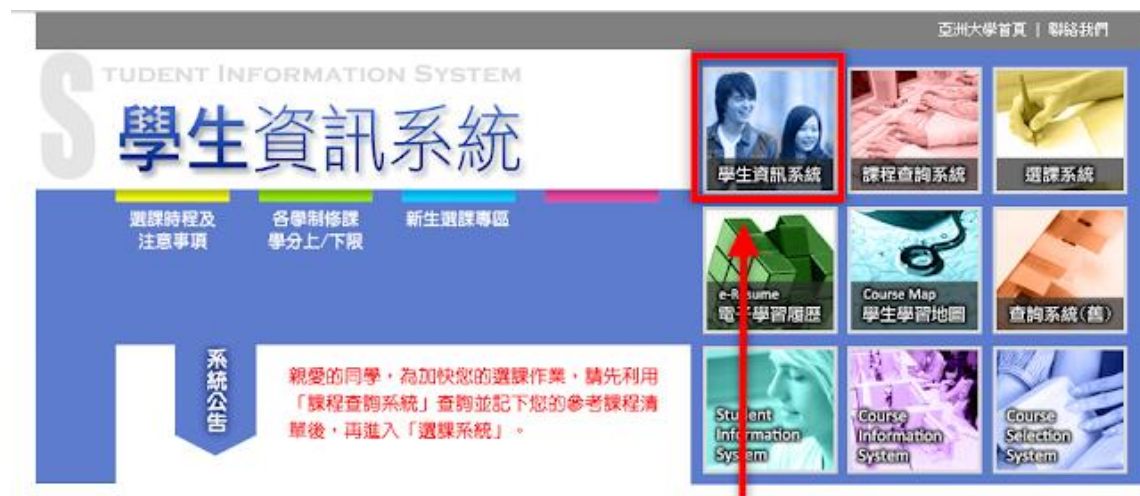 亞洲大學首頁 | 聯絡我們
STUDENT INFORMATION SYSTEM
學生資訊系統
學生資訊系統
課程查詢系統
選課系統
選課時程及
注意事項
各學制修課
學分上/下限
新生選課專區
e-Resume
電子學習履歷
Course Map
學生學習地圖
查詢系統(舊)
系統公告
親愛的同學，為加快您的選課作業，請先利用
「課程查詢系統」查詢並記下您的參考課程清
單後，再進入「選課系統」。
Student
Information
System
Course
Information
System
Course
Selection
System